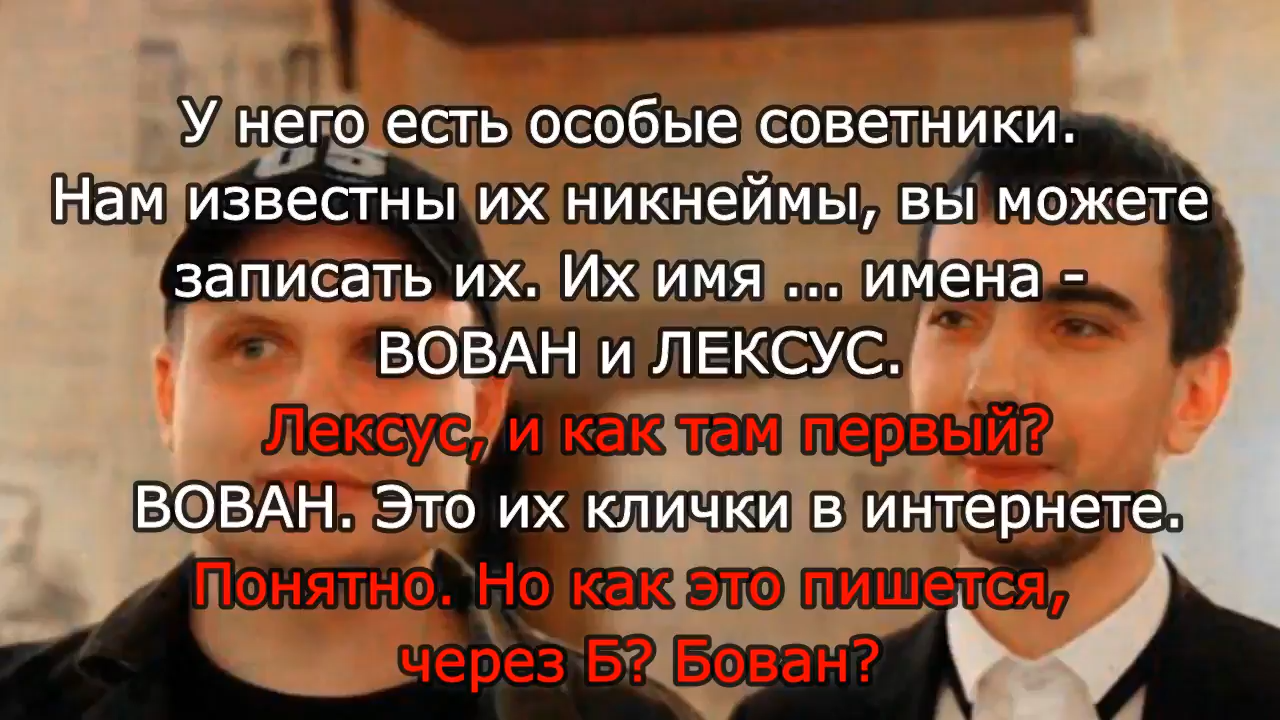 У него есть особые советники.
Нам известны их никнеймы, вы можете
записать их. Их имя ... имена -
ВОВАН и ЛЕКСУС.
Лексус, и как там первый?
ВОВАН. Это их клички в интернете.
Понятно. Но как это пишется,
через Б? Бован?